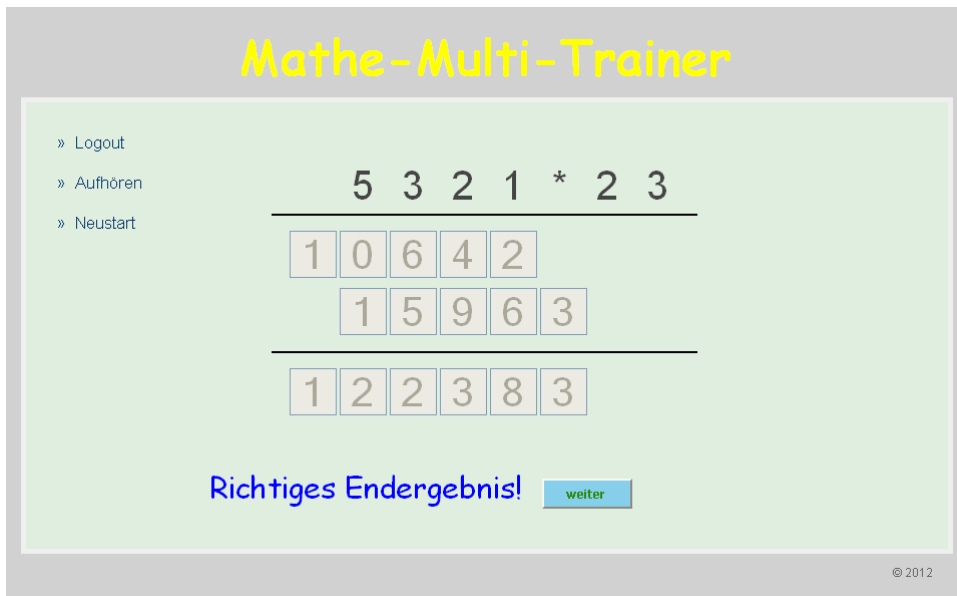 Mathe-Multi-Trainer
» Logout
» Aufhören
» Neustart
5 3 2 1 * 2 3
1 0 6 4 2
1 5 9 6 3
1 2 2 3 8 3
Richtiges Endergebnis! weiter
© 2012